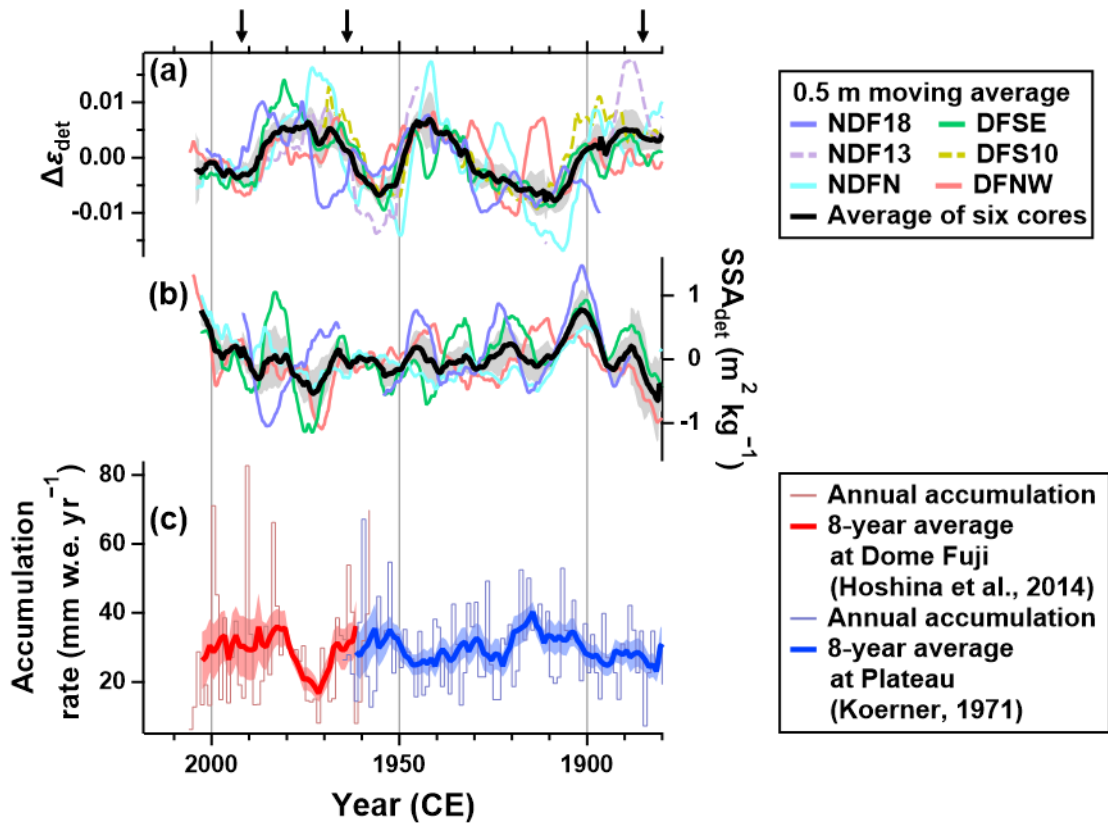 (a)
0.01
0.00
-0.01
Δε_det
0.5 m moving average
NDF18 DFSE
NDF13 DFS10
NDFN DFNW
Average of six cores
(b)
1
0
-1
SSA_det (m² kg⁻¹)
(c)
80
60
40
20
Accumulation
rate (mm w.e. yr⁻¹)
Annual accumulation
8-year average
at Dome Fuji
(Hoshina et al., 2014)
Annual accumulation
8-year average
at Plateau
(Koerner, 1971)
2000 1950 1900
Year (CE)